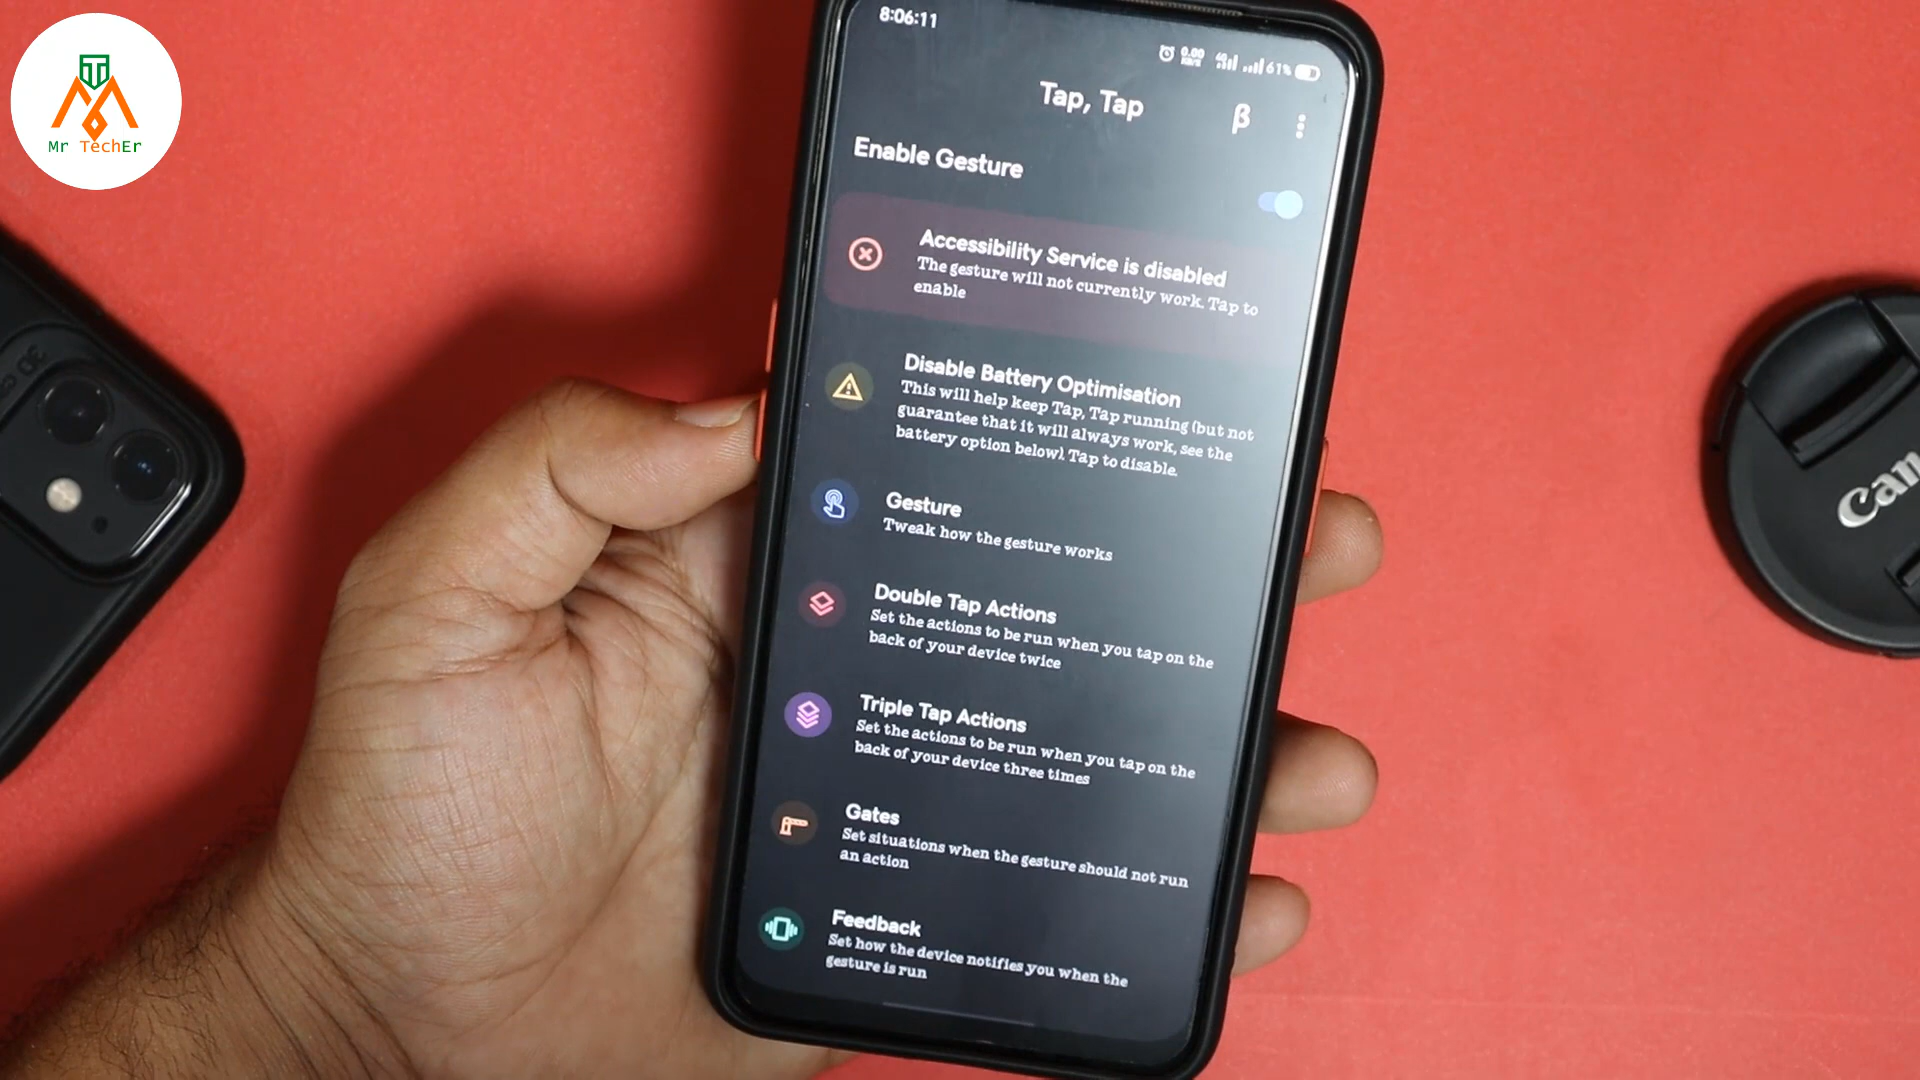 Mr TechEr
8:06:11
0.00
KB/s
4G
61%
Tap, Tap
β
Enable Gesture
Accessibility Service is disabled
The gesture will not currently work. Tap to
enable
Disable Battery Optimisation
This will help keep Tap, Tap running (but not
guarantee that it will always work, see the
battery option below). Tap to disable.
Gesture
Tweak how the gesture works
Double Tap Actions
Set the actions to be run when you tap on the
back of your device twice
Triple Tap Actions
Set the actions to be run when you tap on the
back of your device three times
Gates
Set situations when the gesture should not run
an action
Feedback
Set how the device notifies you when the
gesture is run
Can